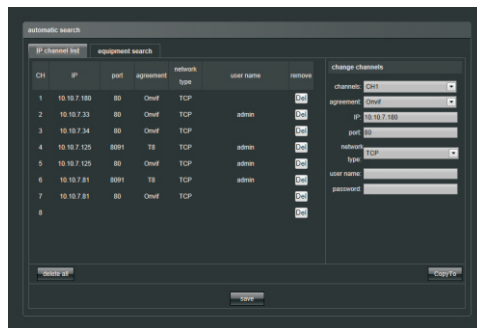 automatic search
IP channel list equipment search
CH IP port agreement network type user name remove
1 10.10.7.180 80 Onvif TCP Del
2 10.10.7.33 80 Onvif TCP admin Del
3 10.10.7.34 80 Onvif TCP Del
4 10.10.7.125 8091 T8 TCP admin Del
5 10.10.7.125 80 Onvif TCP Del
6 10.10.7.81 8091 T8 TCP admin Del
7 10.10.7.81 80 Onvif TCP Del
8 Del
change channels
channels: CH1
agreement: Onvif
IP: 10.10.7.180
port: 80
network type: TCP
user name:
password:
delete all CopyTo
save